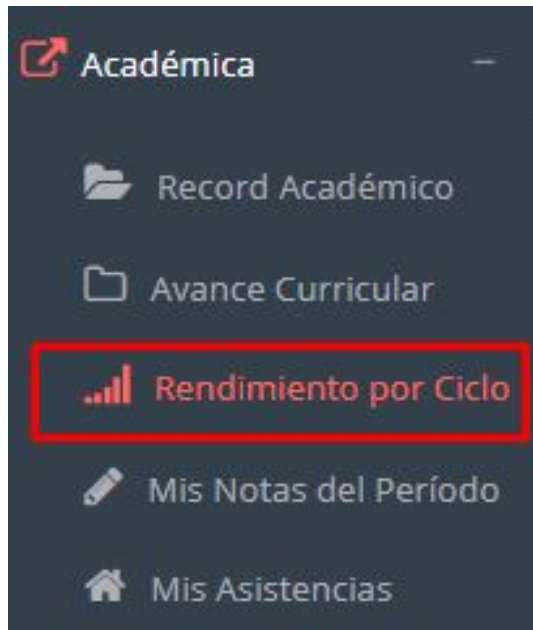 Académica
Record Académico
Avance Curricular
Rendimiento por Ciclo
Mis Notas del Período
Mis Asistencias